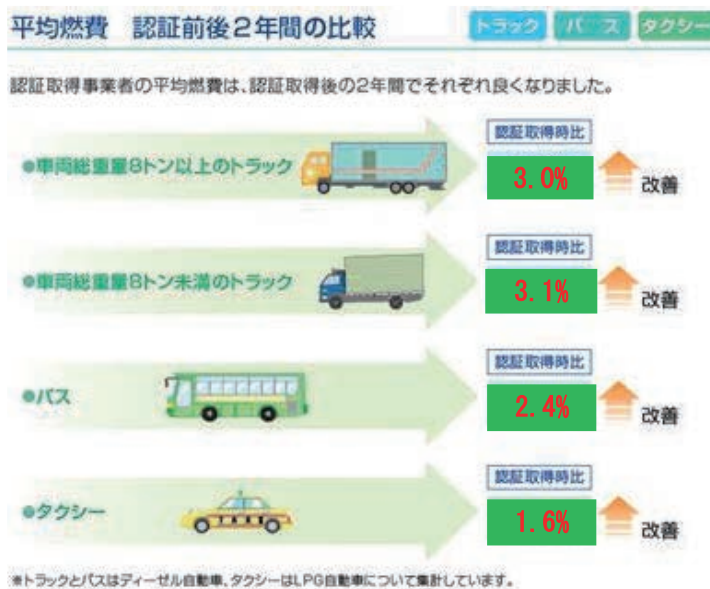 平均燃費　認証前後2年間の比較
トラック　バス　タクシー
認証取得事業者の平均燃費は、認証取得後の2年間でそれぞれ良くなりました。
認証取得時比
●車両総重量8トン以上のトラック
3.0%
改善
認証取得時比
●車両総重量8トン未満のトラック
3.1%
改善
認証取得時比
●バス
2.4%
改善
認証取得時比
●タクシー
TAXI
1.6%
改善
※トラックとバスはディーゼル自動車、タクシーはLPG自動車について集計しています。